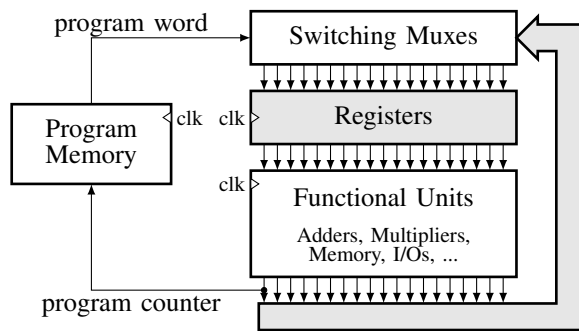 program word
Switching Muxes
clk
clk
Registers
Program
Memory
clk
Functional Units
Adders, Multipliers,
Memory, I/Os, ...
program counter